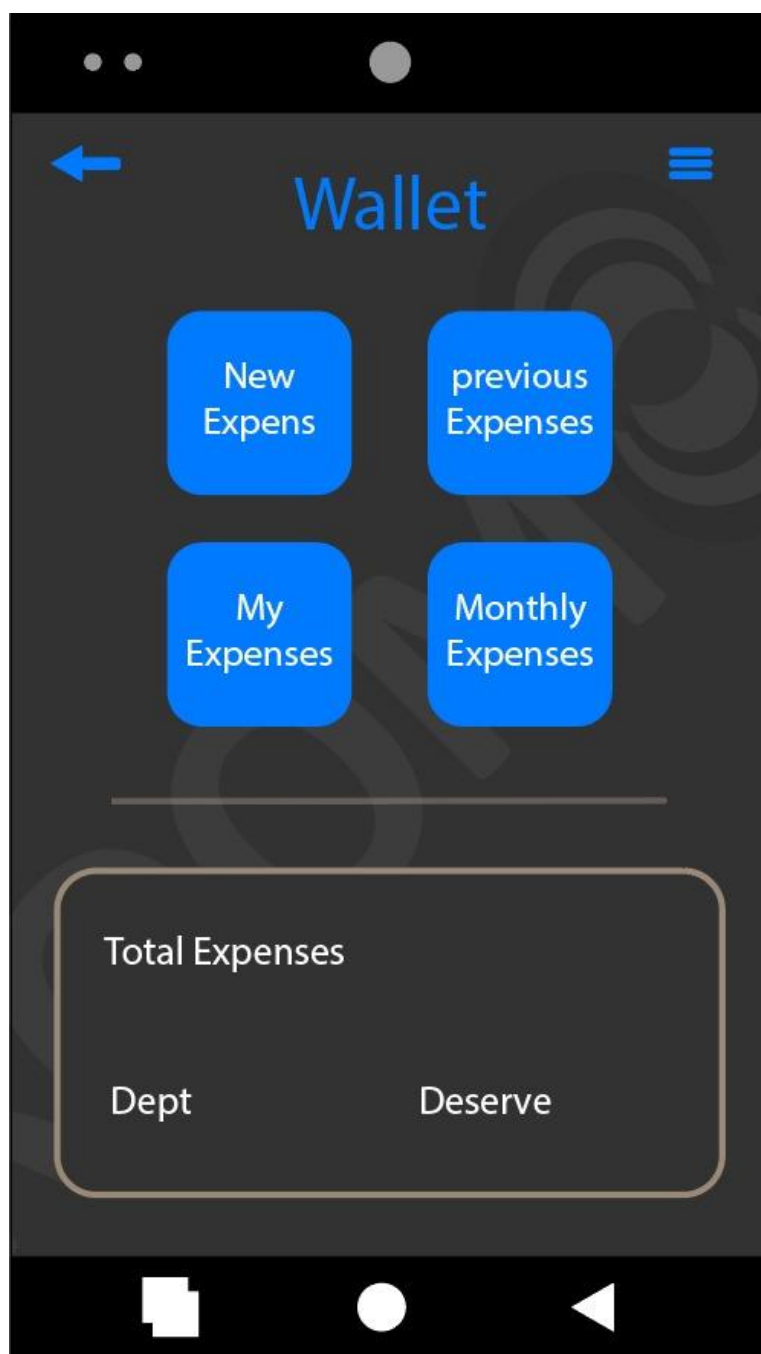 Wallet
New
Expens
previous
Expenses
My
Expenses
Monthly
Expenses
Total Expenses
Dept
Deserve